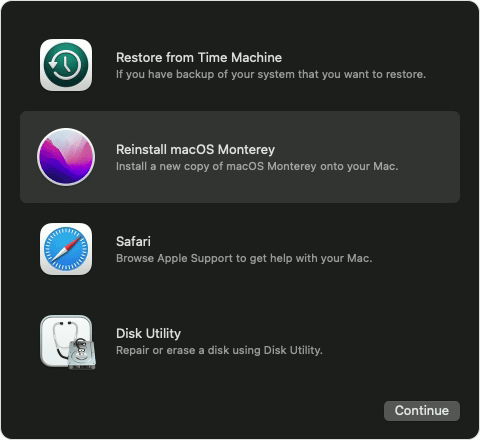 Restore from Time Machine
If you have backup of your system that you want to restore.
Reinstall macOS Monterey
Install a new copy of macOS Monterey onto your Mac.
Safari
Browse Apple Support to get help with your Mac.
Disk Utility
Repair or erase a disk using Disk Utility.
Continue